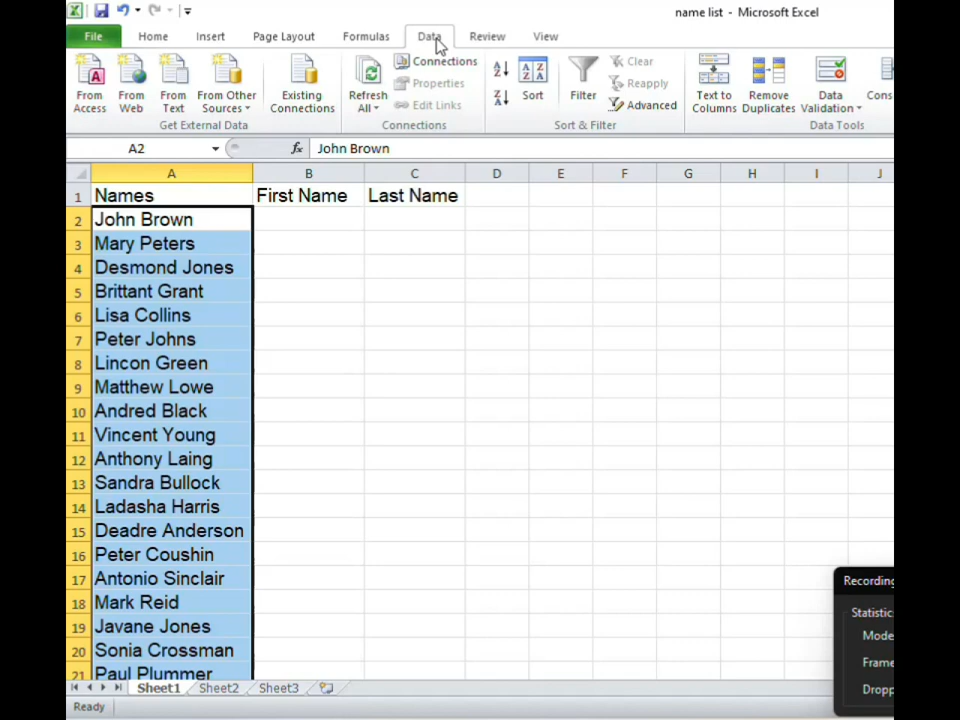 name list - Microsoft Excel
File Home Insert Page Layout Formulas Data Review View
From Access
From Web
From Text
From Other Sources
Existing Connections
Get External Data
Refresh All
Connections
Properties
Edit Links
Connections
Sort
Filter
Clear
Reapply
Advanced
Sort & Filter
Text to Columns
Remove Duplicates
Data Validation
Data Tools
A2 fx John Brown
A B C D E F G H I J
1 Names First Name Last Name
2 John Brown
3 Mary Peters
4 Desmond Jones
5 Brittant Grant
6 Lisa Collins
7 Peter Johns
8 Lincon Green
9 Matthew Lowe
10 Andred Black
11 Vincent Young
12 Anthony Laing
13 Sandra Bullock
14 Ladasha Harris
15 Deadre Anderson
16 Peter Coushin
17 Antonio Sinclair
18 Mark Reid
19 Javane Jones
20 Sonia Crossman
21 Paul Plummer
Recording
Statistic
Mode
Frame
Dropp
Sheet1 Sheet2 Sheet3
Ready